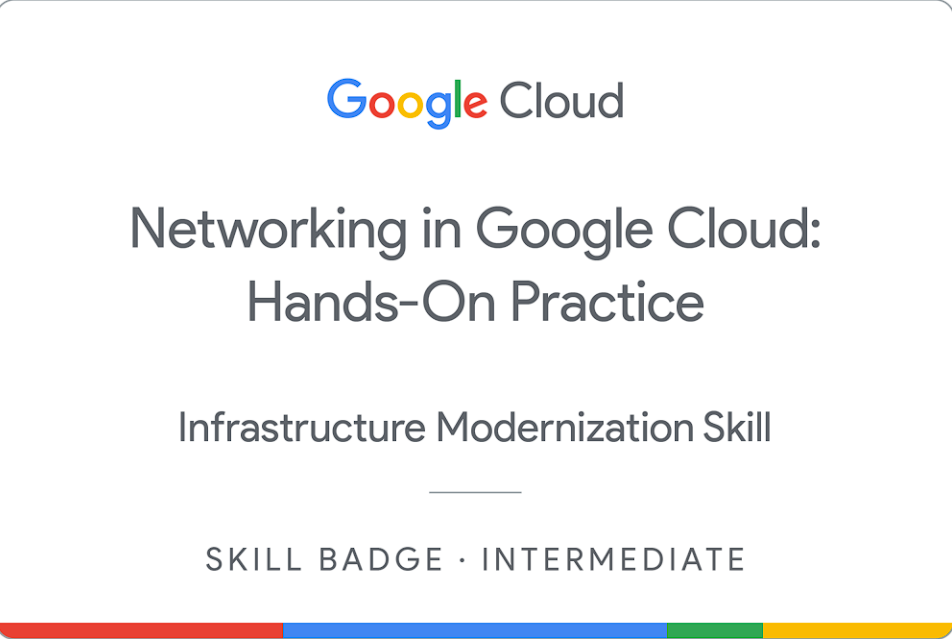 Google Cloud
Networking in Google Cloud:
Hands-On Practice
Infrastructure Modernization Skill
SKILL BADGE · INTERMEDIATE